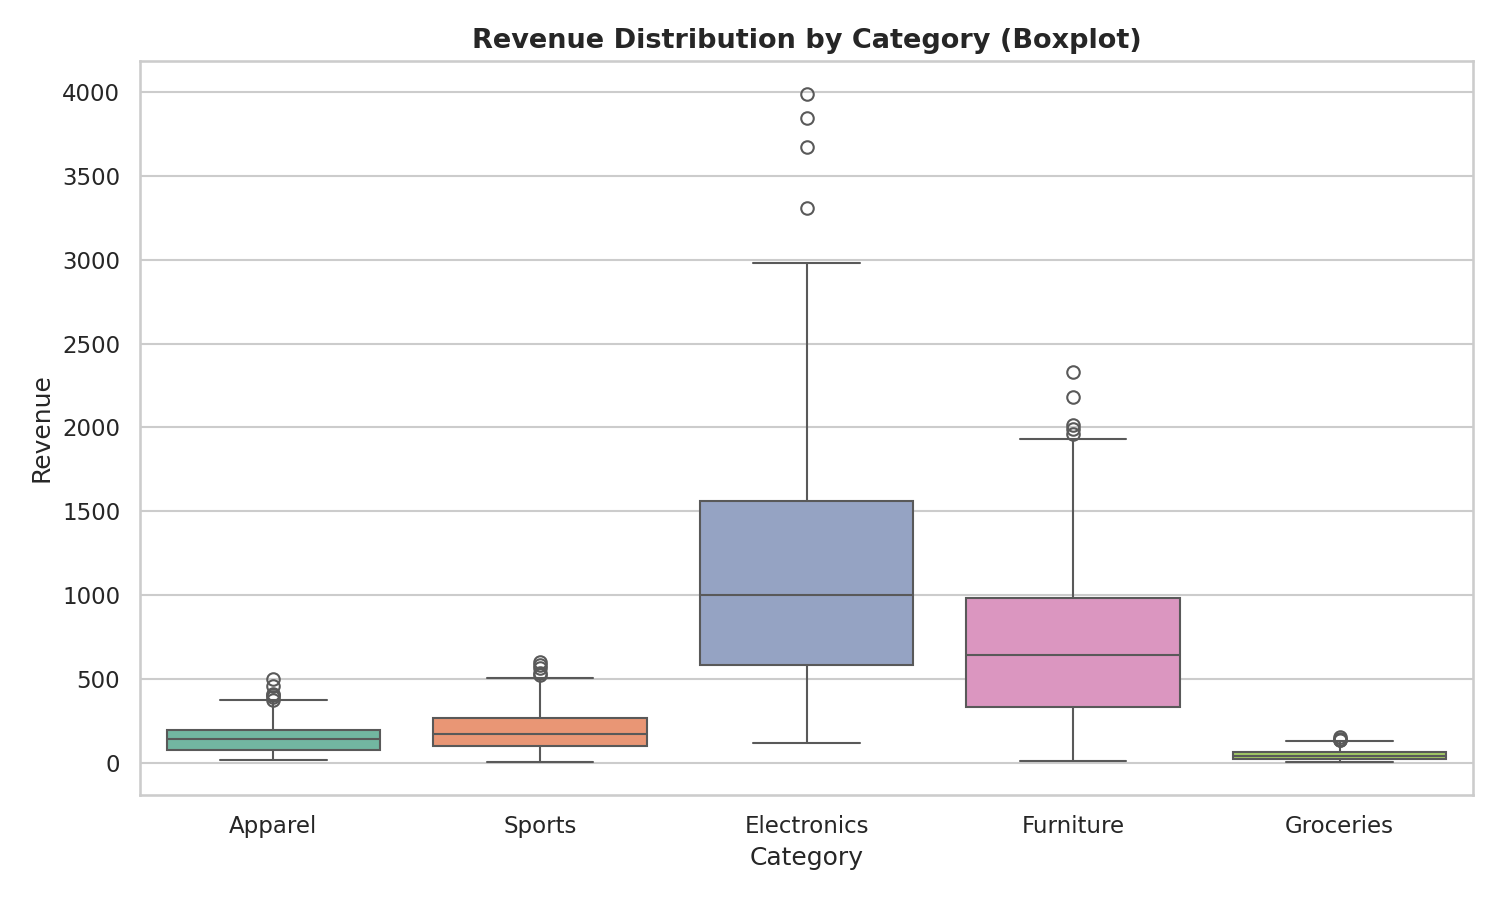 Revenue Distribution by Category (Boxplot)
4000
3500
3000
2500
2000
1500
1000
500
0
Revenue
Apparel Sports Electronics Furniture Groceries
Category